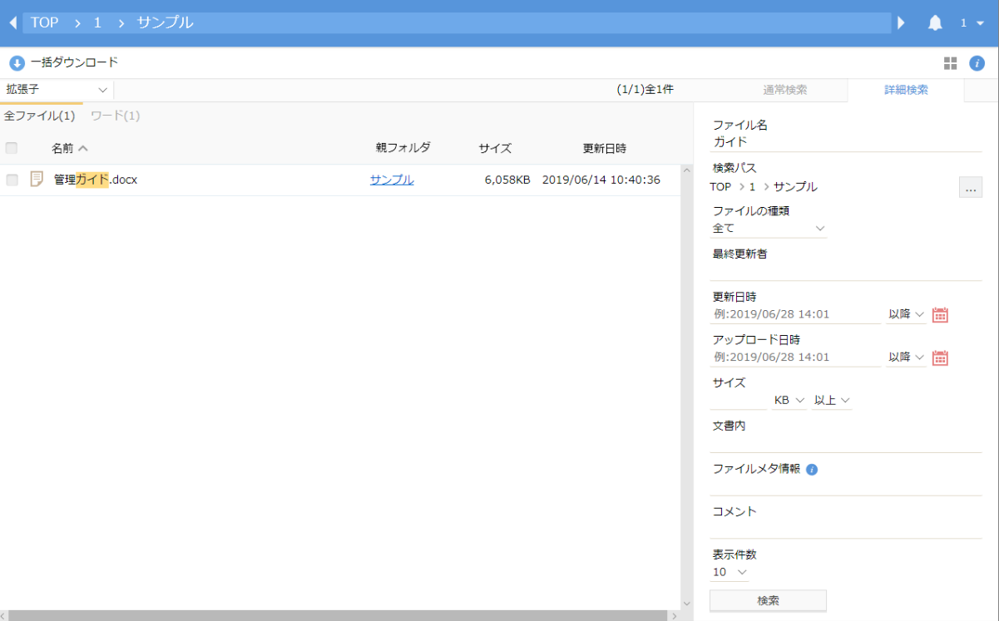 TOP > 1 > サンプル
1
一括ダウンロード
i
拡張子
(1/1)全1件
通常検索
詳細検索
全ファイル(1) ワード(1)
名前
親フォルダ
サイズ
更新日時
管理ガイド.docx
サンプル
6,058KB
2019/06/14 10:40:36
ファイル名
ガイド
検索パス
TOP > 1 > サンプル
...
ファイルの種類
全て
最終更新者
更新日時
例:2019/06/28 14:01 以降
アップロード日時
例:2019/06/28 14:01 以降
サイズ
KB 以上
文書内
ファイルメタ情報 i
コメント
表示件数
10
検索